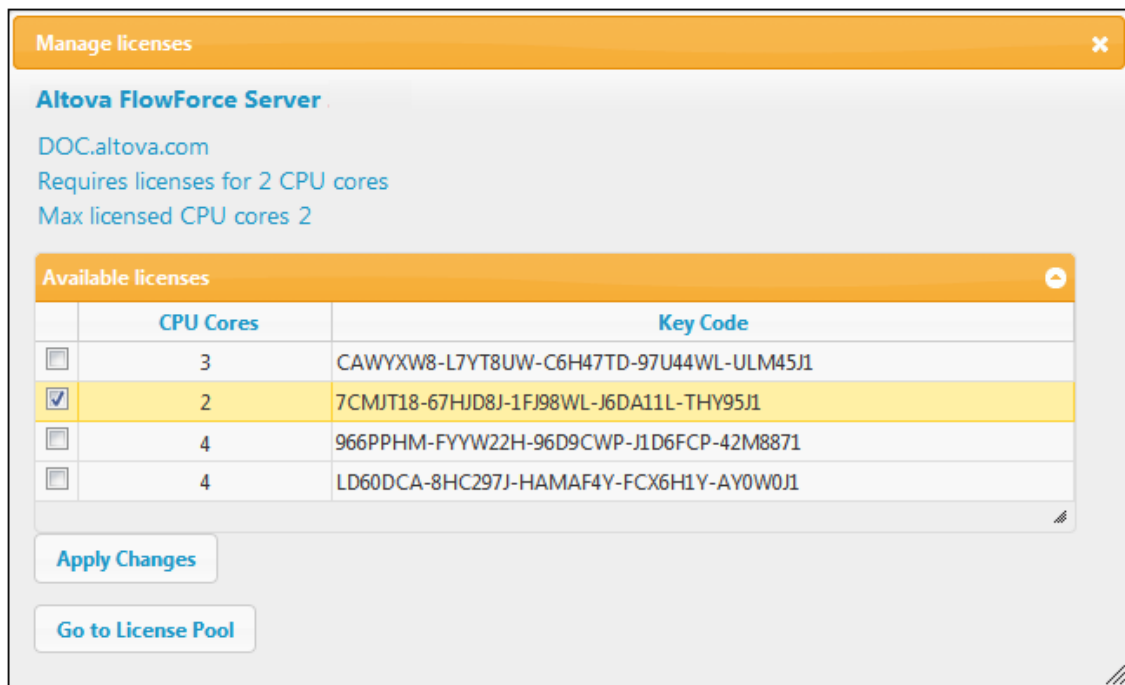 Manage licenses
Altova FlowForce Server
DOC.altova.com
Requires licenses for 2 CPU cores
Max licensed CPU cores 2
Available licenses
CPU Cores Key Code
3 CAWYXW8-L7YT8UW-C6H47TD-97U44WL-ULM45J1
2 7CMJT18-67HJD8J-1FJ98WL-J6DA11L-THY95J1
4 966PPHM-FYYW22H-96D9CWP-J1D6FCP-42M8871
4 LD60DCA-8HC297J-HAMAF4Y-FCX6H1Y-AY0W0J1
Apply Changes
Go to License Pool